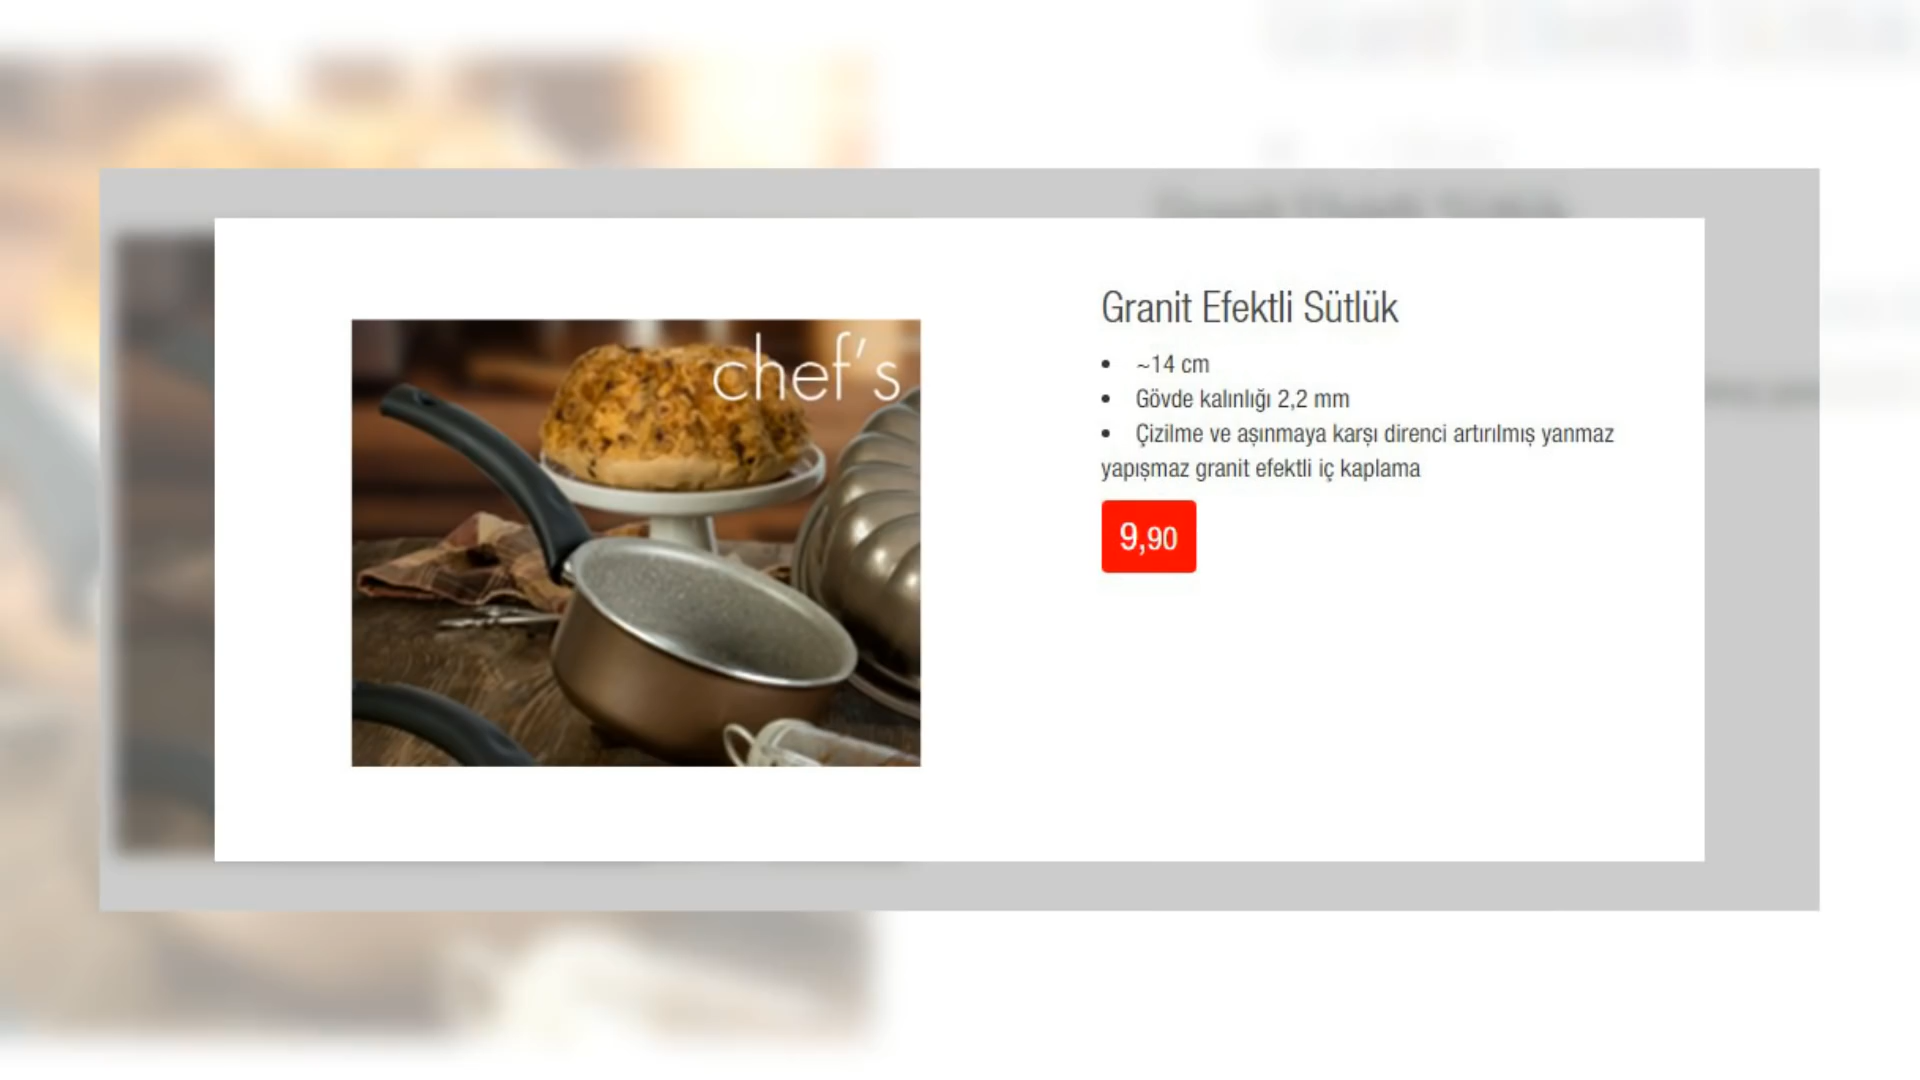 chef's
Granit Efektli Sütlük
• ~14 cm
• Gövde kalınlığı 2,2 mm
• Çizilme ve aşınmaya karşı direnci artırılmış yanmaz
yapışmaz granit efektli iç kaplama
9,90